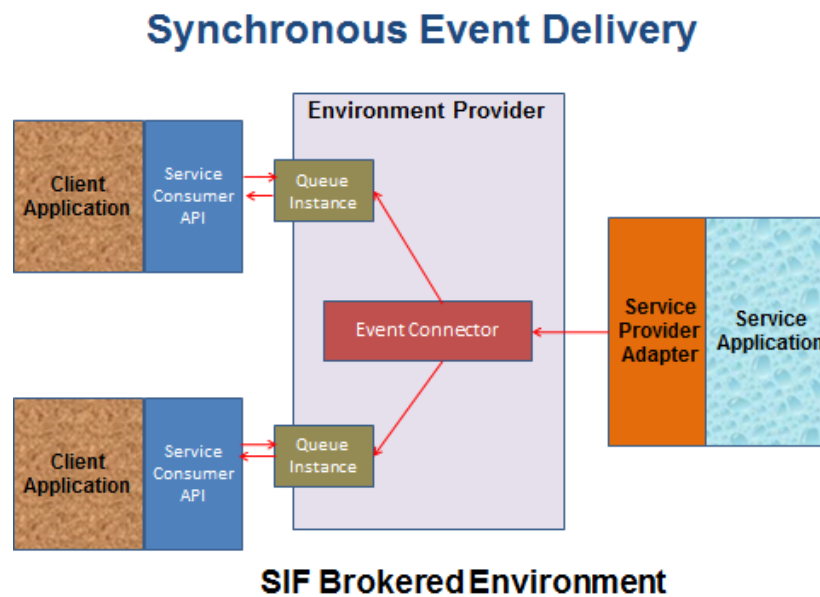 Synchronous Event Delivery
Environment Provider
Client
Application
Service
Consumer
API
Queue
Instance
Event Connector
Service
Provider
Adapter
Service
Application
Client
Application
Service
Consumer
API
Queue
Instance
SIF Brokered Environment